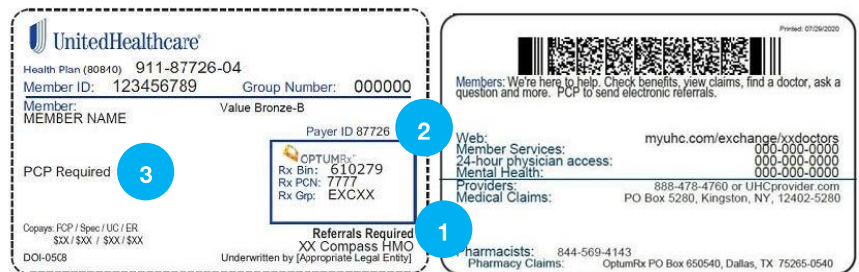 UnitedHealthcare®
Health Plan (80840) 911-87726-04
Member ID: 123456789 Group Number: 000000
Member: Value Bronze-B
MEMBER NAME
Payer ID 87726
2
PCP Required 3
OPTUMRx
Rx Bin: 610279
Rx PCN: 7777
Rx Grp: EXCXX
1
Copays: PCP / Spec / UC / ER
$XX / $XX / $XX / $XX
Referrals Required
XX Compass HMO
DOI-0508 Underwritten by [Appropriate Legal Entity]
Printed: 07/29/2020
Members: We're here to help. Check benefits, view claims, find a doctor, ask a
question and more. PCP to send electronic referrals.
Web: myuhc.com/exchange/xxdoctors
Member Services: 000-000-0000
24-hour physician access: 000-000-0000
Mental Health: 000-000-0000
Providers: 888-478-4760 or UHCprovider.com
Medical Claims: PO Box 5280, Kingston, NY, 12402-5280
Pharmacists: 844-569-4143
Pharmacy Claims: OptumRx PO Box 650540, Dallas, TX 75265-0540